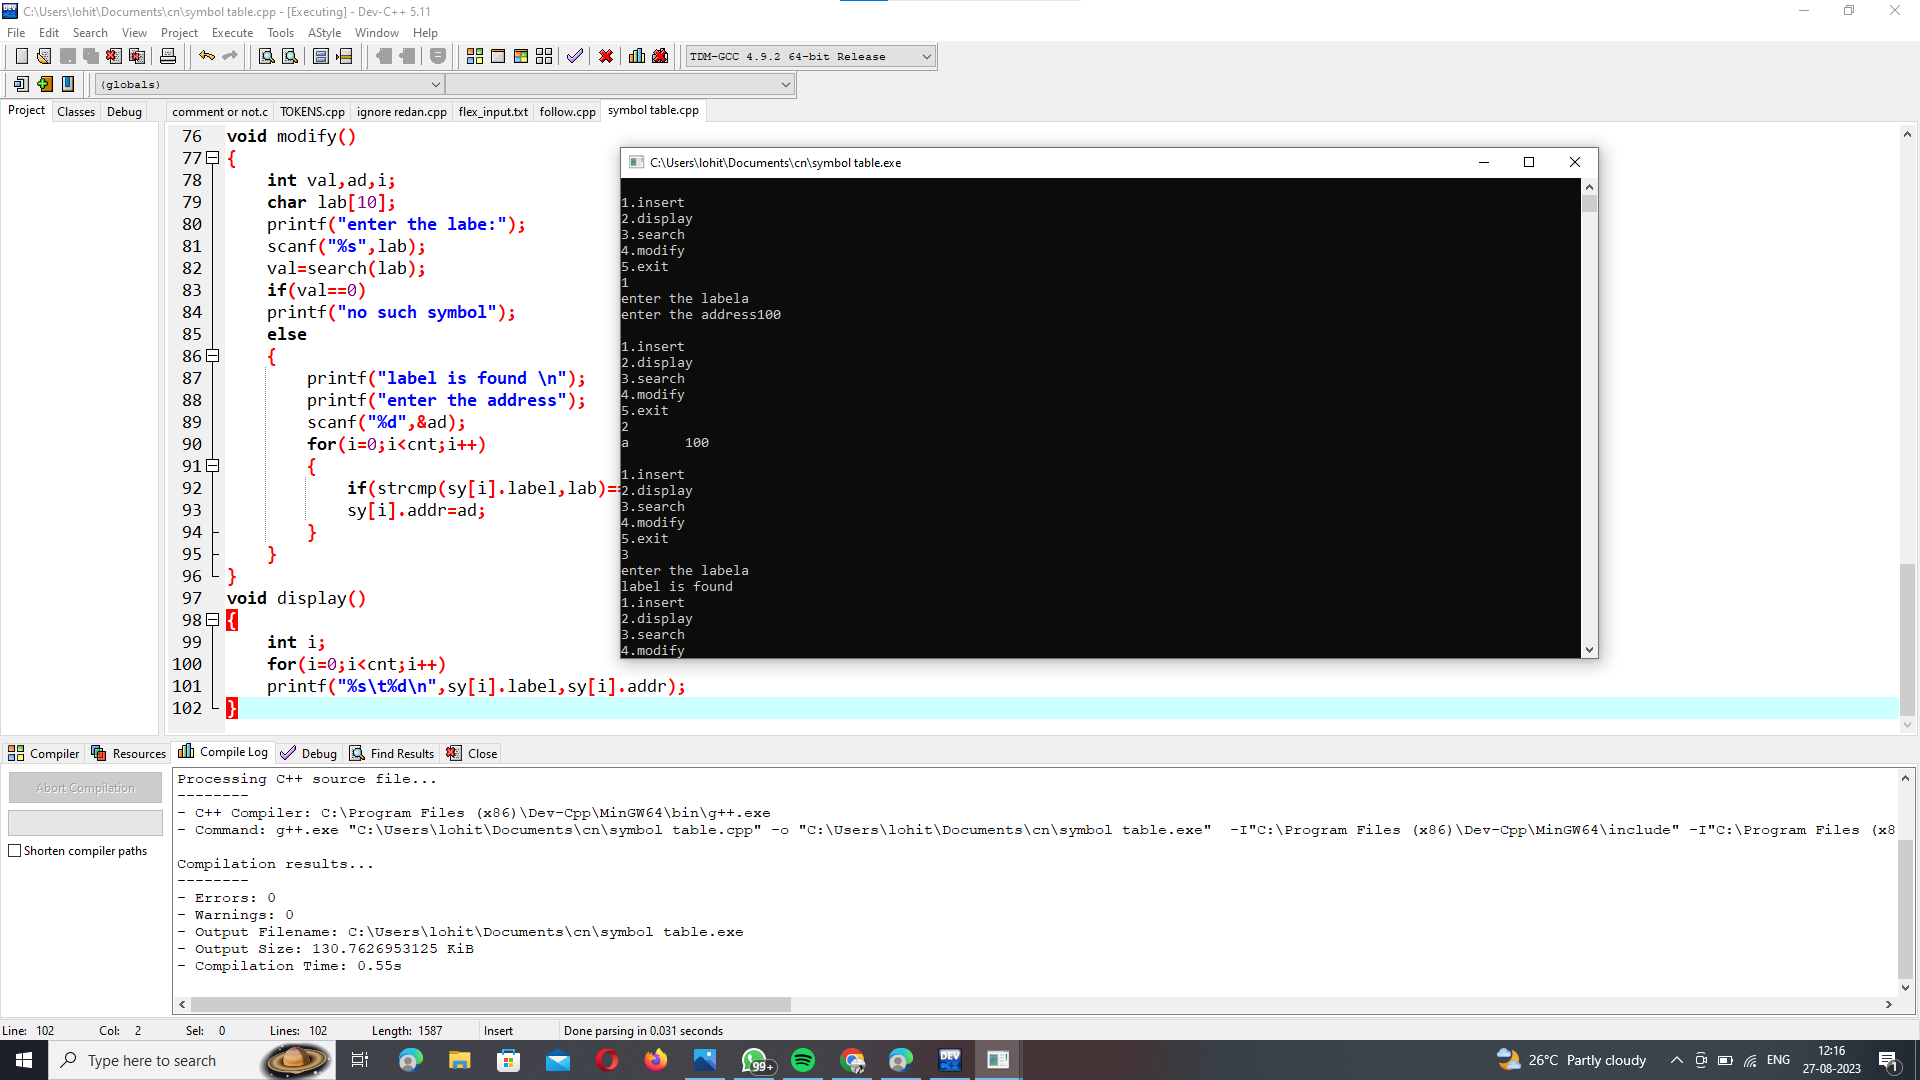 C:\Users\lohit\Documents\cn\symbol table.cpp - [Executing] - Dev-C++ 5.11
File Edit Search View Project Execute Tools AStyle Window Help
TDM-GCC 4.9.2 64-bit Release
(globals)
Project Classes Debug comment or not.c TOKENS.cpp ignore redan.cpp flex_input.txt follow.cpp symbol table.cpp
76 void modify()
77 {
78 int val,ad,i;
79 char lab[10];
80 printf("enter the labe:");
81 scanf("%s",lab);
82 val=search(lab);
83 if(val==0)
84 printf("no such symbol");
85 else
86 {
87 printf("label is found \n");
88 printf("enter the address");
89 scanf("%d",&ad);
90 for(i=0;i<cnt;i++)
91 {
92 if(strcmp(sy[i].label,lab)=
93 sy[i].addr=ad;
94 }
95 }
96 }
97 void display()
98 {
99 int i;
100 for(i=0;i<cnt;i++)
101 printf("%s\t%d\n",sy[i].label,sy[i].addr);
102 }
C:\Users\lohit\Documents\cn\symbol table.exe
1.insert
2.display
3.search
4.modify
5.exit
1
enter the labela
enter the address100
1.insert
2.display
3.search
4.modify
5.exit
2
a 100
1.insert
2.display
3.search
4.modify
5.exit
3
enter the labela
label is found
1.insert
2.display
3.search
4.modify
Compiler Resources Compile Log Debug Find Results Close
Abort Compilation
Shorten compiler paths
Processing C++ source file...
--------
- C++ Compiler: C:\Program Files (x86)\Dev-Cpp\MinGW64\bin\g++.exe
- Command: g++.exe "C:\Users\lohit\Documents\cn\symbol table.cpp" -o "C:\Users\lohit\Documents\cn\symbol table.exe" -I"C:\Program Files (x86)\Dev-Cpp\MinGW64\include" -I"C:\Program Files (x8
Compilation results...
--------
- Errors: 0
- Warnings: 0
- Output Filename: C:\Users\lohit\Documents\cn\symbol table.exe
- Output Size: 130.7626953125 KiB
- Compilation Time: 0.55s
Line: 102 Col: 2 Sel: 0 Lines: 102 Length: 1587 Insert Done parsing in 0.031 seconds
Type here to search
99+
DEV
26°C Partly cloudy
ENG
12:16
27-08-2023
1